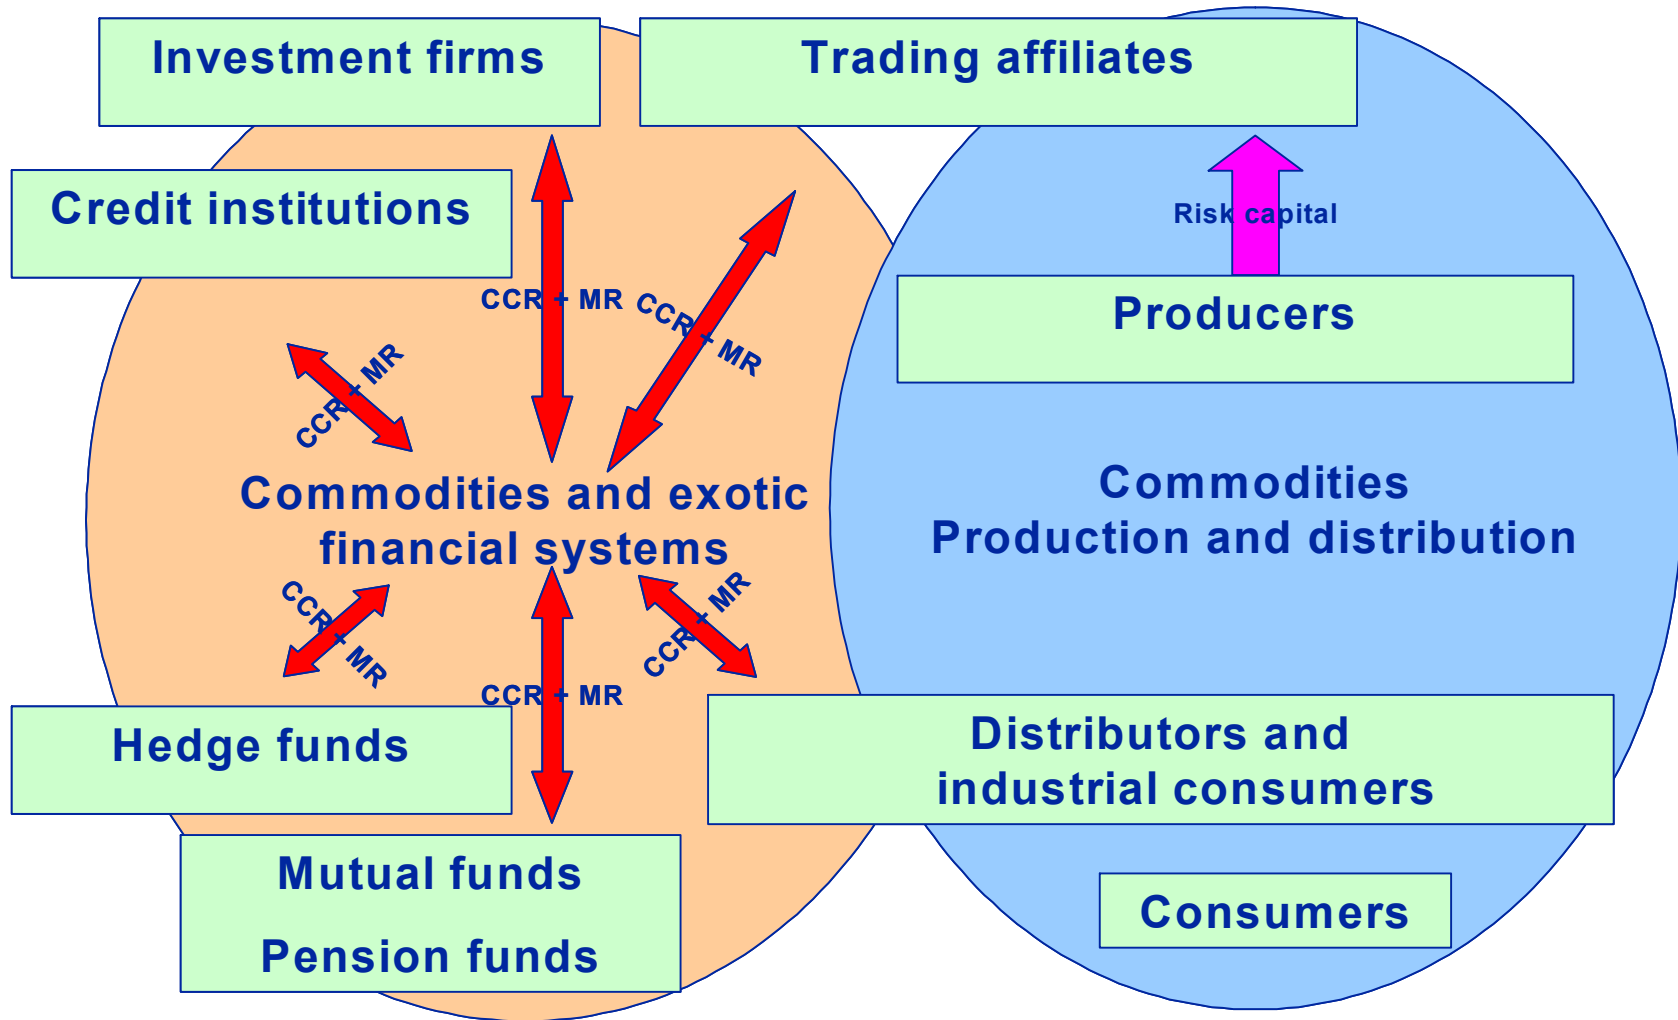 Investment firms
Trading affiliates
Credit institutions
Risk capital
CCR + MR
CCR + MR
Producers
CCR + MR
Commodities and exotic
financial systems
Commodities
Production and distribution
CCR + MR
CCR + MR
CCR + MR
Hedge funds
Distributors and
industrial consumers
Mutual funds
Pension funds
Consumers